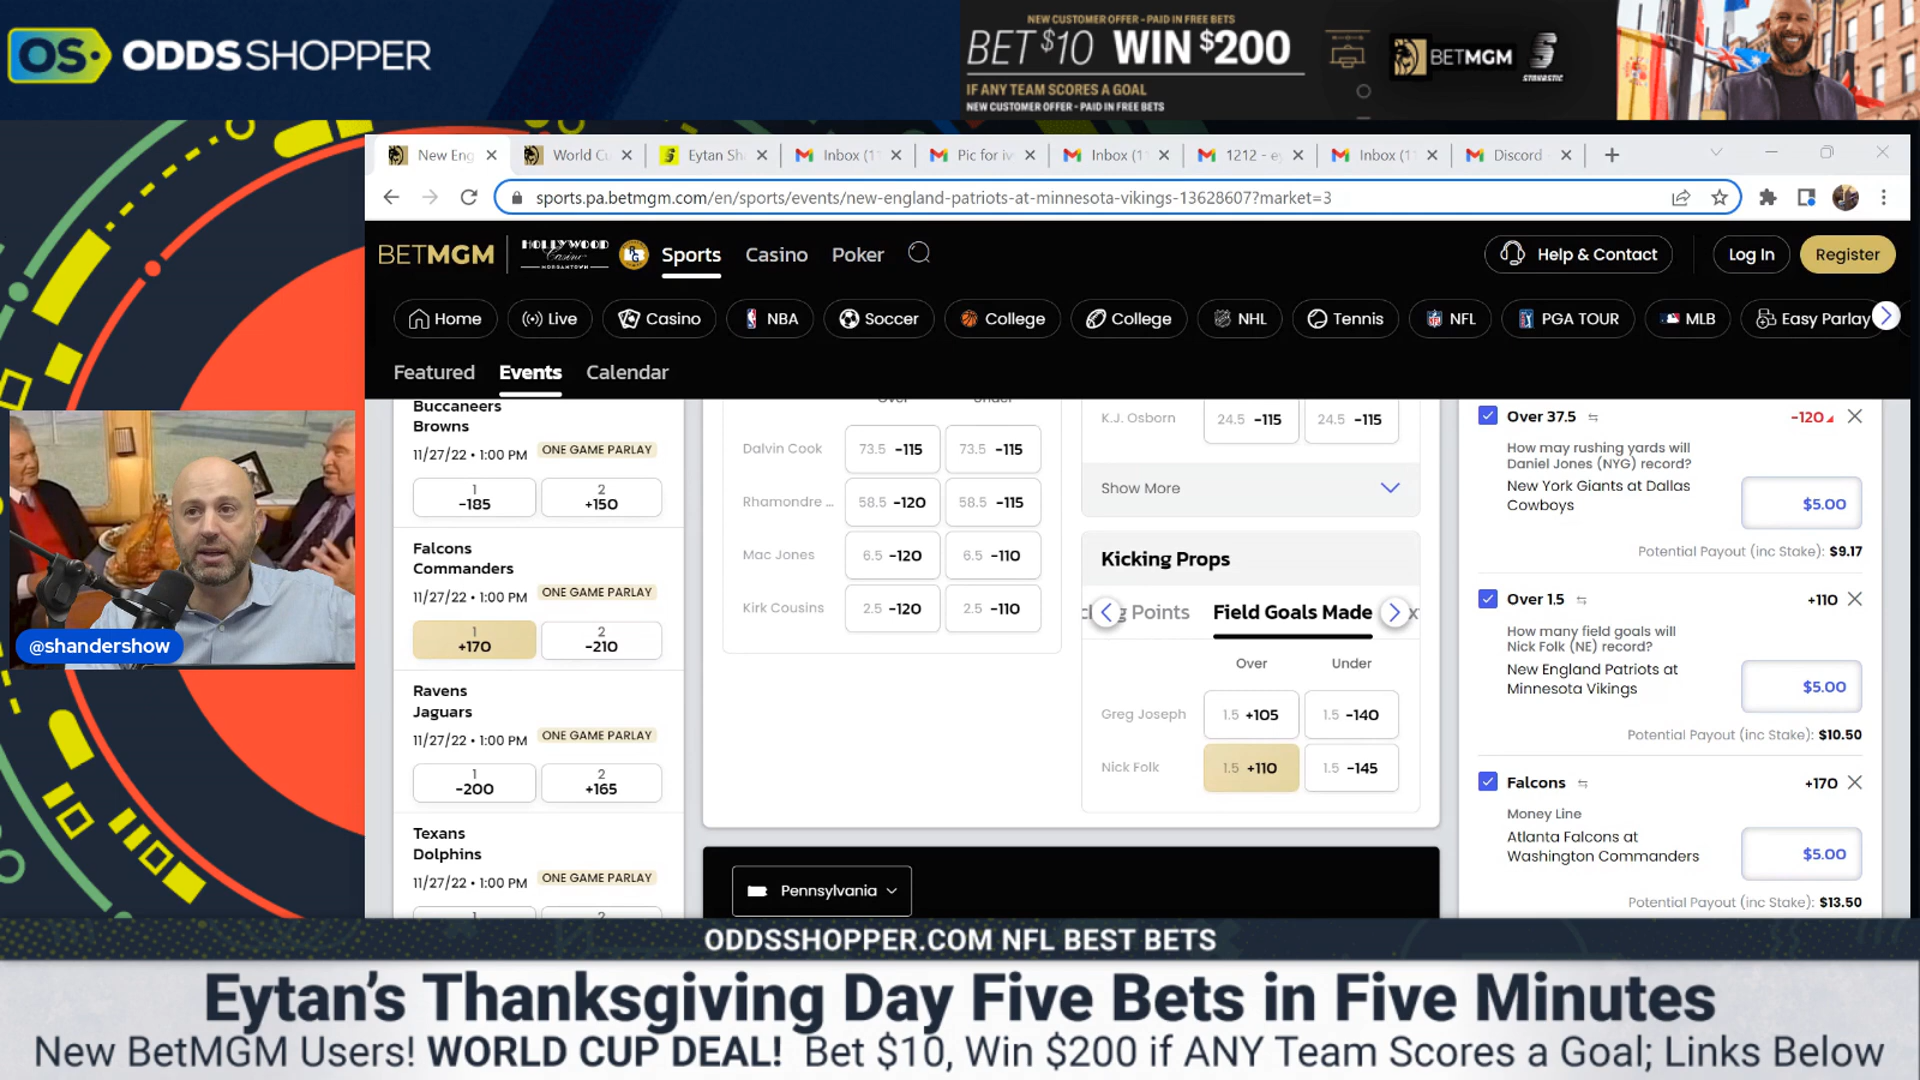 OS
ODDSSHOPPER
NEW CUSTOMER OFFER - PAID IN FREE BETS
BET $10 WIN $200
IF ANY TEAM SCORES A GOAL
NEW CUSTOMER OFFER - PAID IN FREE BETS
BETMGM
STOKASTIC
New Eng
World Cu
Eytan Sh
Inbox (1
Pic for iv
Inbox (1
1212 - e
Inbox (1
Discord
sports.pa.betmgm.com/en/sports/events/new-england-patriots-at-minnesota-vikings-13628607?market=3
BETMGM
HOLLYWOOD
Casino
MORGANTOWN
Sports
Casino
Poker
Help & Contact
Log In
Register
Home
Live
Casino
NBA
Soccer
College
College
NHL
Tennis
NFL
PGA TOUR
MLB
Easy Parlay
Featured
Events
Calendar
Buccaneers
Browns
11/27/22 • 1:00 PM
ONE GAME PARLAY
1
-185
2
+150
Falcons
Commanders
11/27/22 • 1:00 PM
ONE GAME PARLAY
1
+170
2
-210
Ravens
Jaguars
11/27/22 • 1:00 PM
ONE GAME PARLAY
1
-200
2
+165
Texans
Dolphins
11/27/22 • 1:00 PM
ONE GAME PARLAY
1
2
Over
Under
Dalvin Cook
73.5 -115
73.5 -115
Rhamondre ...
58.5 -120
58.5 -115
Mac Jones
6.5 -120
6.5 -110
Kirk Cousins
2.5 -120
2.5 -110
K.J. Osborn
24.5 -115
24.5 -115
Show More
Kicking Props
Points
Field Goals Made
Over
Under
Greg Joseph
1.5 +105
1.5 -140
Nick Folk
1.5 +110
1.5 -145
Pennsylvania
Over 37.5
-120
How may rushing yards will
Daniel Jones (NYG) record?
New York Giants at Dallas
Cowboys
$5.00
Potential Payout (inc Stake): $9.17
Over 1.5
+110
How many field goals will
Nick Folk (NE) record?
New England Patriots at
Minnesota Vikings
$5.00
Potential Payout (inc Stake): $10.50
Falcons
+170
Money Line
Atlanta Falcons at
Washington Commanders
$5.00
Potential Payout (inc Stake): $13.50
@shandershow
ODDSSHOPPER.COM NFL BEST BETS
Eytan's Thanksgiving Day Five Bets in Five Minutes
New BetMGM Users! WORLD CUP DEAL! Bet $10, Win $200 if ANY Team Scores a Goal; Links Below